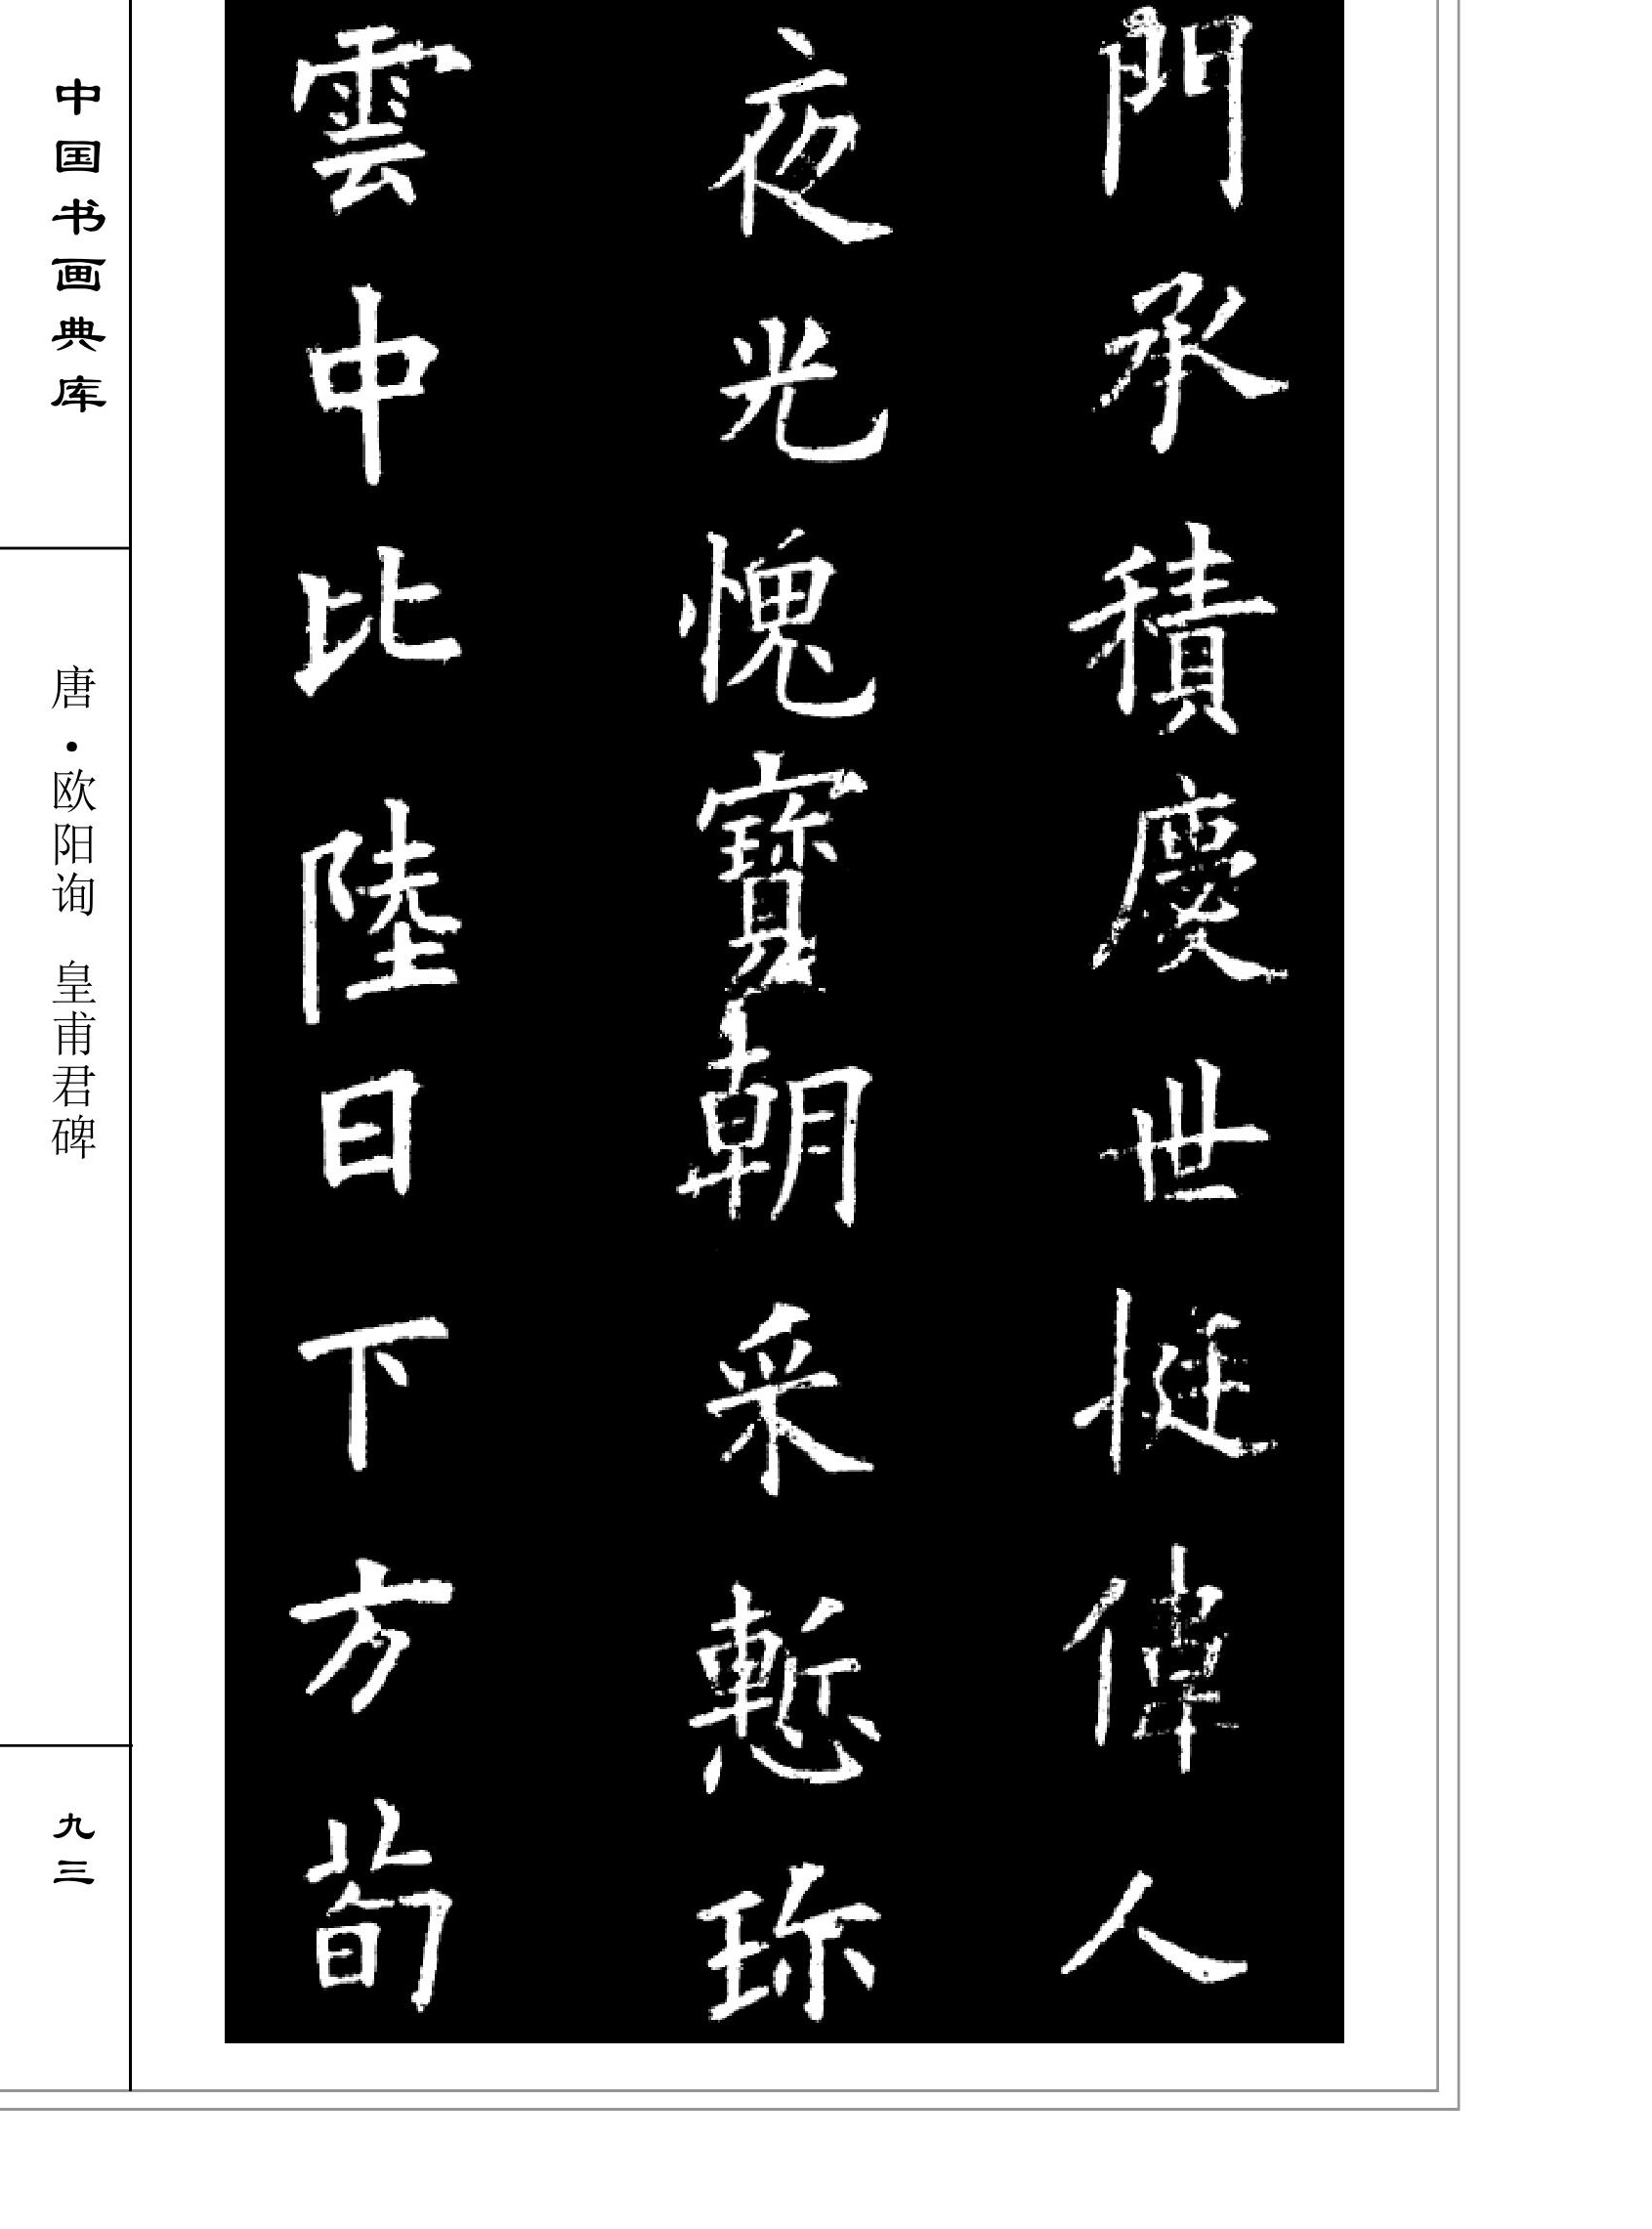 門承積慶世挺偉人
夜光愧寶朝采慙珎
雲中比陸日下方荀
中国书画典库
唐·欧阳询 皇甫君碑
九三